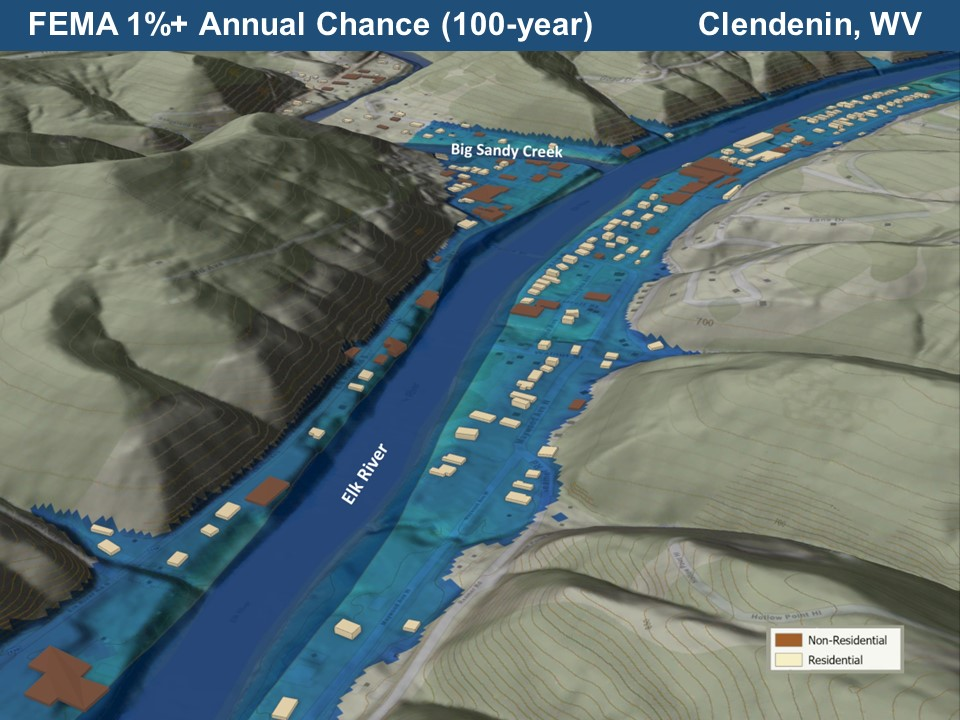 FEMA 1%+ Annual Chance (100-year) Clendenin, WV
Big Sandy Creek
700
Elk River
Non-Residential
Residential